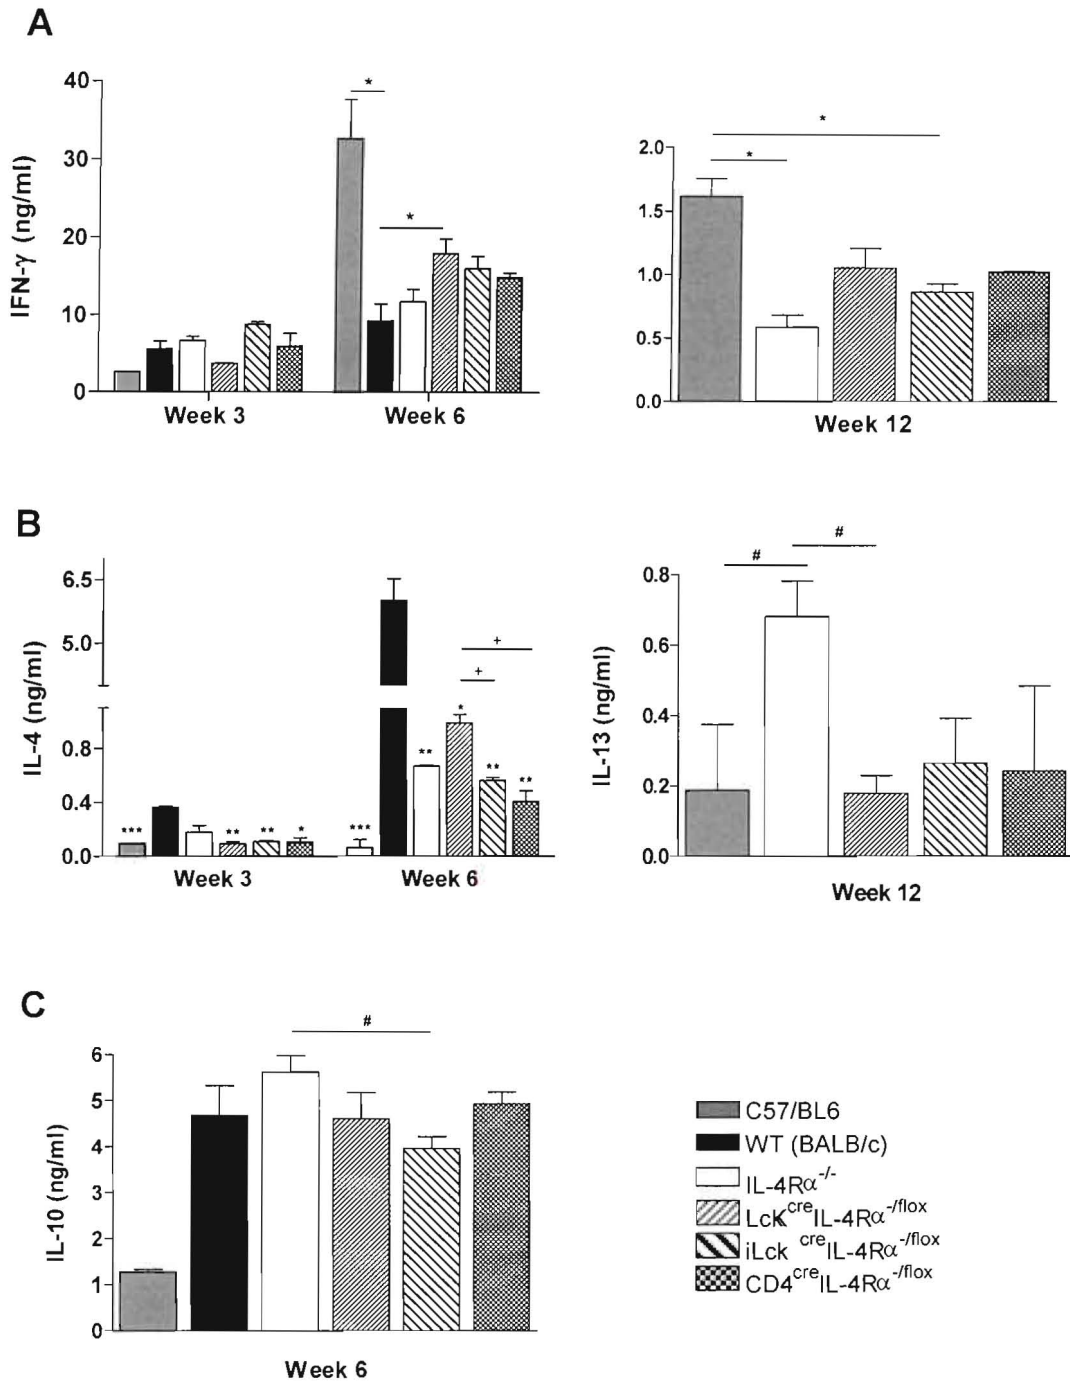 A
IFN-γ (ng/ml)
40
30
20
10
0
*
*
Week 3
Week 6
2.0
1.5
1.0
0.5
0.0
*
*
Week 12
B
IL-4 (ng/ml)
6.5
5.0
0.8
0.4
0.0
***
**
**
*
***
**
*
**
**
+
+
Week 3
Week 6
IL-13 (ng/ml)
0.8
0.6
0.4
0.2
0.0
#
#
Week 12
C
IL-10 (ng/ml)
6
5
4
3
2
1
0
#
Week 6
C57/BL6
WT (BALB/c)
IL-4Rα-/-
LcKcreIL-4Rα-/flox
iLck creIL-4Rα-/flox
CD4creIL-4Rα-/flox